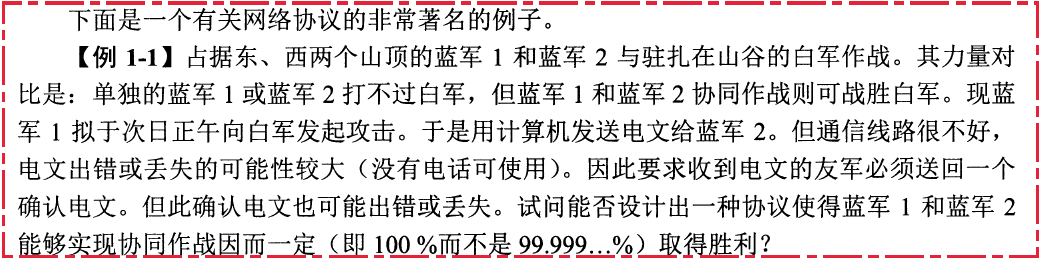 下面是一个有关网络协议的非常著名的例子。
【例 1-1】占据东、西两个山顶的蓝军 1 和蓝军 2 与驻扎在山谷的白军作战。其力量对
比是：单独的蓝军 1 或蓝军 2 打不过白军，但蓝军 1 和蓝军 2 协同作战则可战胜白军。现蓝
军 1 拟于次日正午向白军发起攻击。于是用计算机发送电文给蓝军 2。但通信线路很不好，
电文出错或丢失的可能性较大（没有电话可使用）。因此要求收到电文的友军必须送回一个
确认电文。但此确认电文也可能出错或丢失。试问能否设计出一种协议使得蓝军 1 和蓝军 2
能够实现协同作战因而一定（即 100 %而不是 99.999…%）取得胜利？